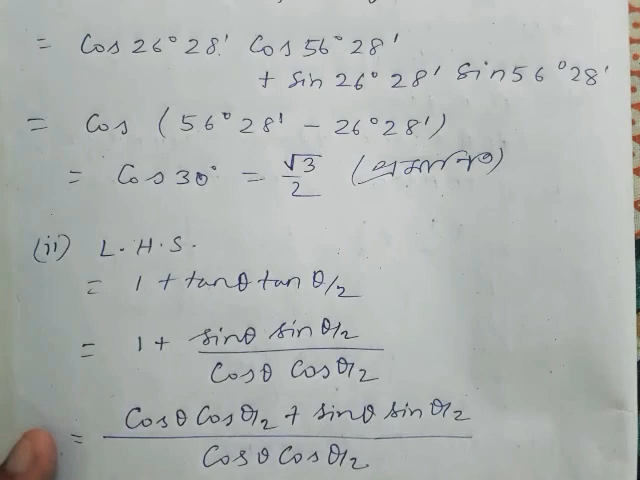 = Cos 26° 28' Cos 56° 28'
+ Sin 26° 28' Sin 56° 28'
= Cos (56° 28' - 26° 28')
= Cos 30° = √3/2 (প্রমাণিত)
(ii) L.H.S.
= 1 + tanθ tan θ/2
= 1 + sinθ sin θ/2 / Cosθ Cos θ/2
= Cosθ Cos θ/2 + sinθ sin θ/2 / Cosθ Cos θ/2